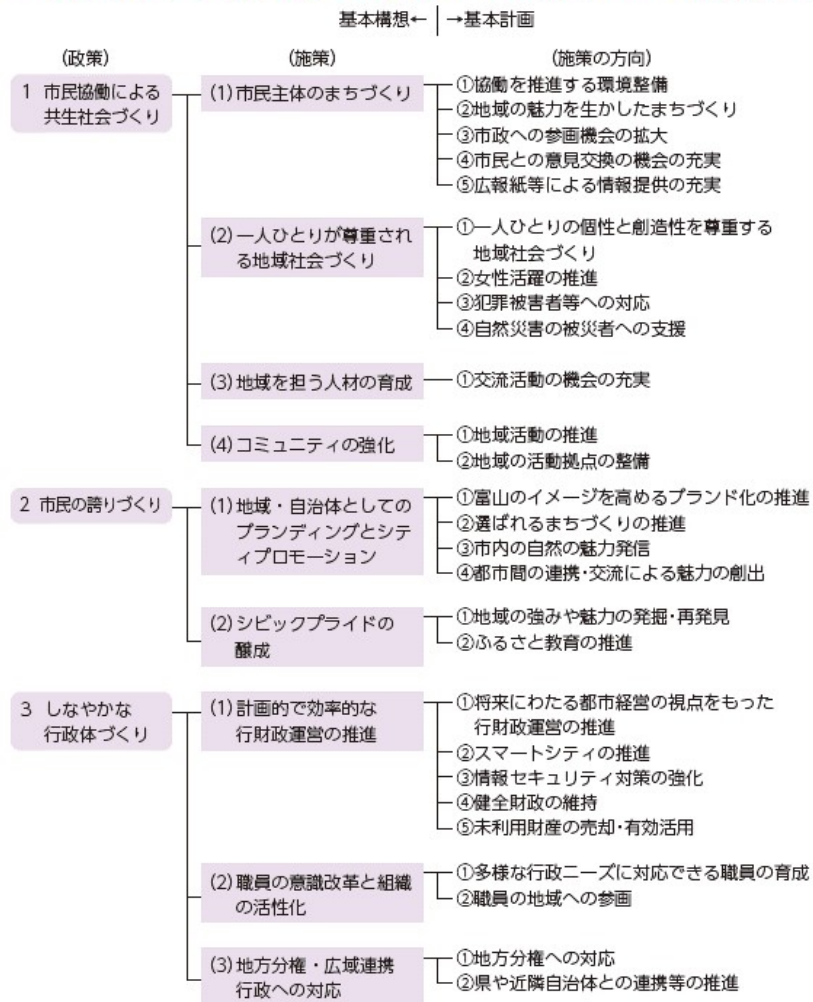 基本構想← →基本計画
(政策) (施策) (施策の方向)
1 市民協働による
共生社会づくり
(1)市民主体のまちづくり
①協働を推進する環境整備
②地域の魅力を生かしたまちづくり
③市政への参画機会の拡大
④市民との意見交換の機会の充実
⑤広報紙等による情報提供の充実
(2)一人ひとりが尊重され
る地域社会づくり
①一人ひとりの個性と創造性を尊重する
地域社会づくり
②女性活躍の推進
③犯罪被害者等への対応
④自然災害の被災者への支援
(3)地域を担う人材の育成
①交流活動の機会の充実
(4)コミュニティの強化
①地域活動の推進
②地域の活動拠点の整備
2 市民の誇りづくり
(1)地域・自治体としての
ブランディングとシテ
ィプロモーション
①富山のイメージを高めるブランド化の推進
②選ばれるまちづくりの推進
③市内の自然の魅力発信
④都市間の連携・交流による魅力の創出
(2)シビックプライドの
醸成
①地域の強みや魅力の発掘・再発見
②ふるさと教育の推進
3 しなやかな
行政体づくり
(1)計画的で効率的な
行財政運営の推進
①将来にわたる都市経営の視点をもった
行財政運営の推進
②スマートシティの推進
③情報セキュリティ対策の強化
④健全財政の維持
⑤未利用財産の売却・有効活用
(2)職員の意識改革と組織
の活性化
①多様な行政ニーズに対応できる職員の育成
②職員の地域への参画
(3)地方分権・広域連携
行政への対応
①地方分権への対応
②県や近隣自治体との連携等の推進